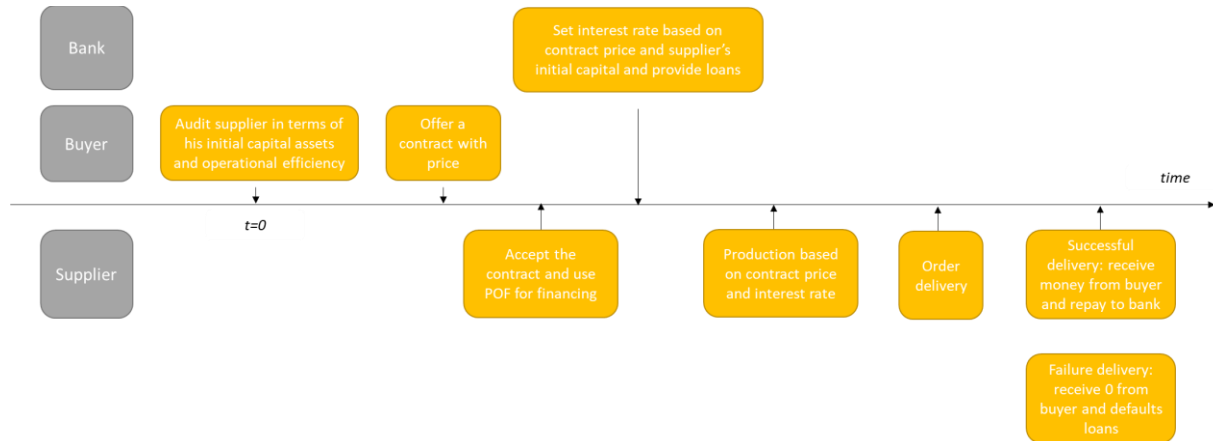 Bank
Set interest rate based on
contract price and supplier's
initial capital and provide loans
Buyer
Audit supplier in terms of
his initial capital assets
and operational efficiency
Offer a
contract with
price
time
t=0
Supplier
Accept the
contract and use
POF for financing
Production based
on contract price
and interest rate
Order
delivery
Successful
delivery: receive
money from buyer
and repay to bank
Failure delivery:
receive 0 from
buyer and defaults
loans